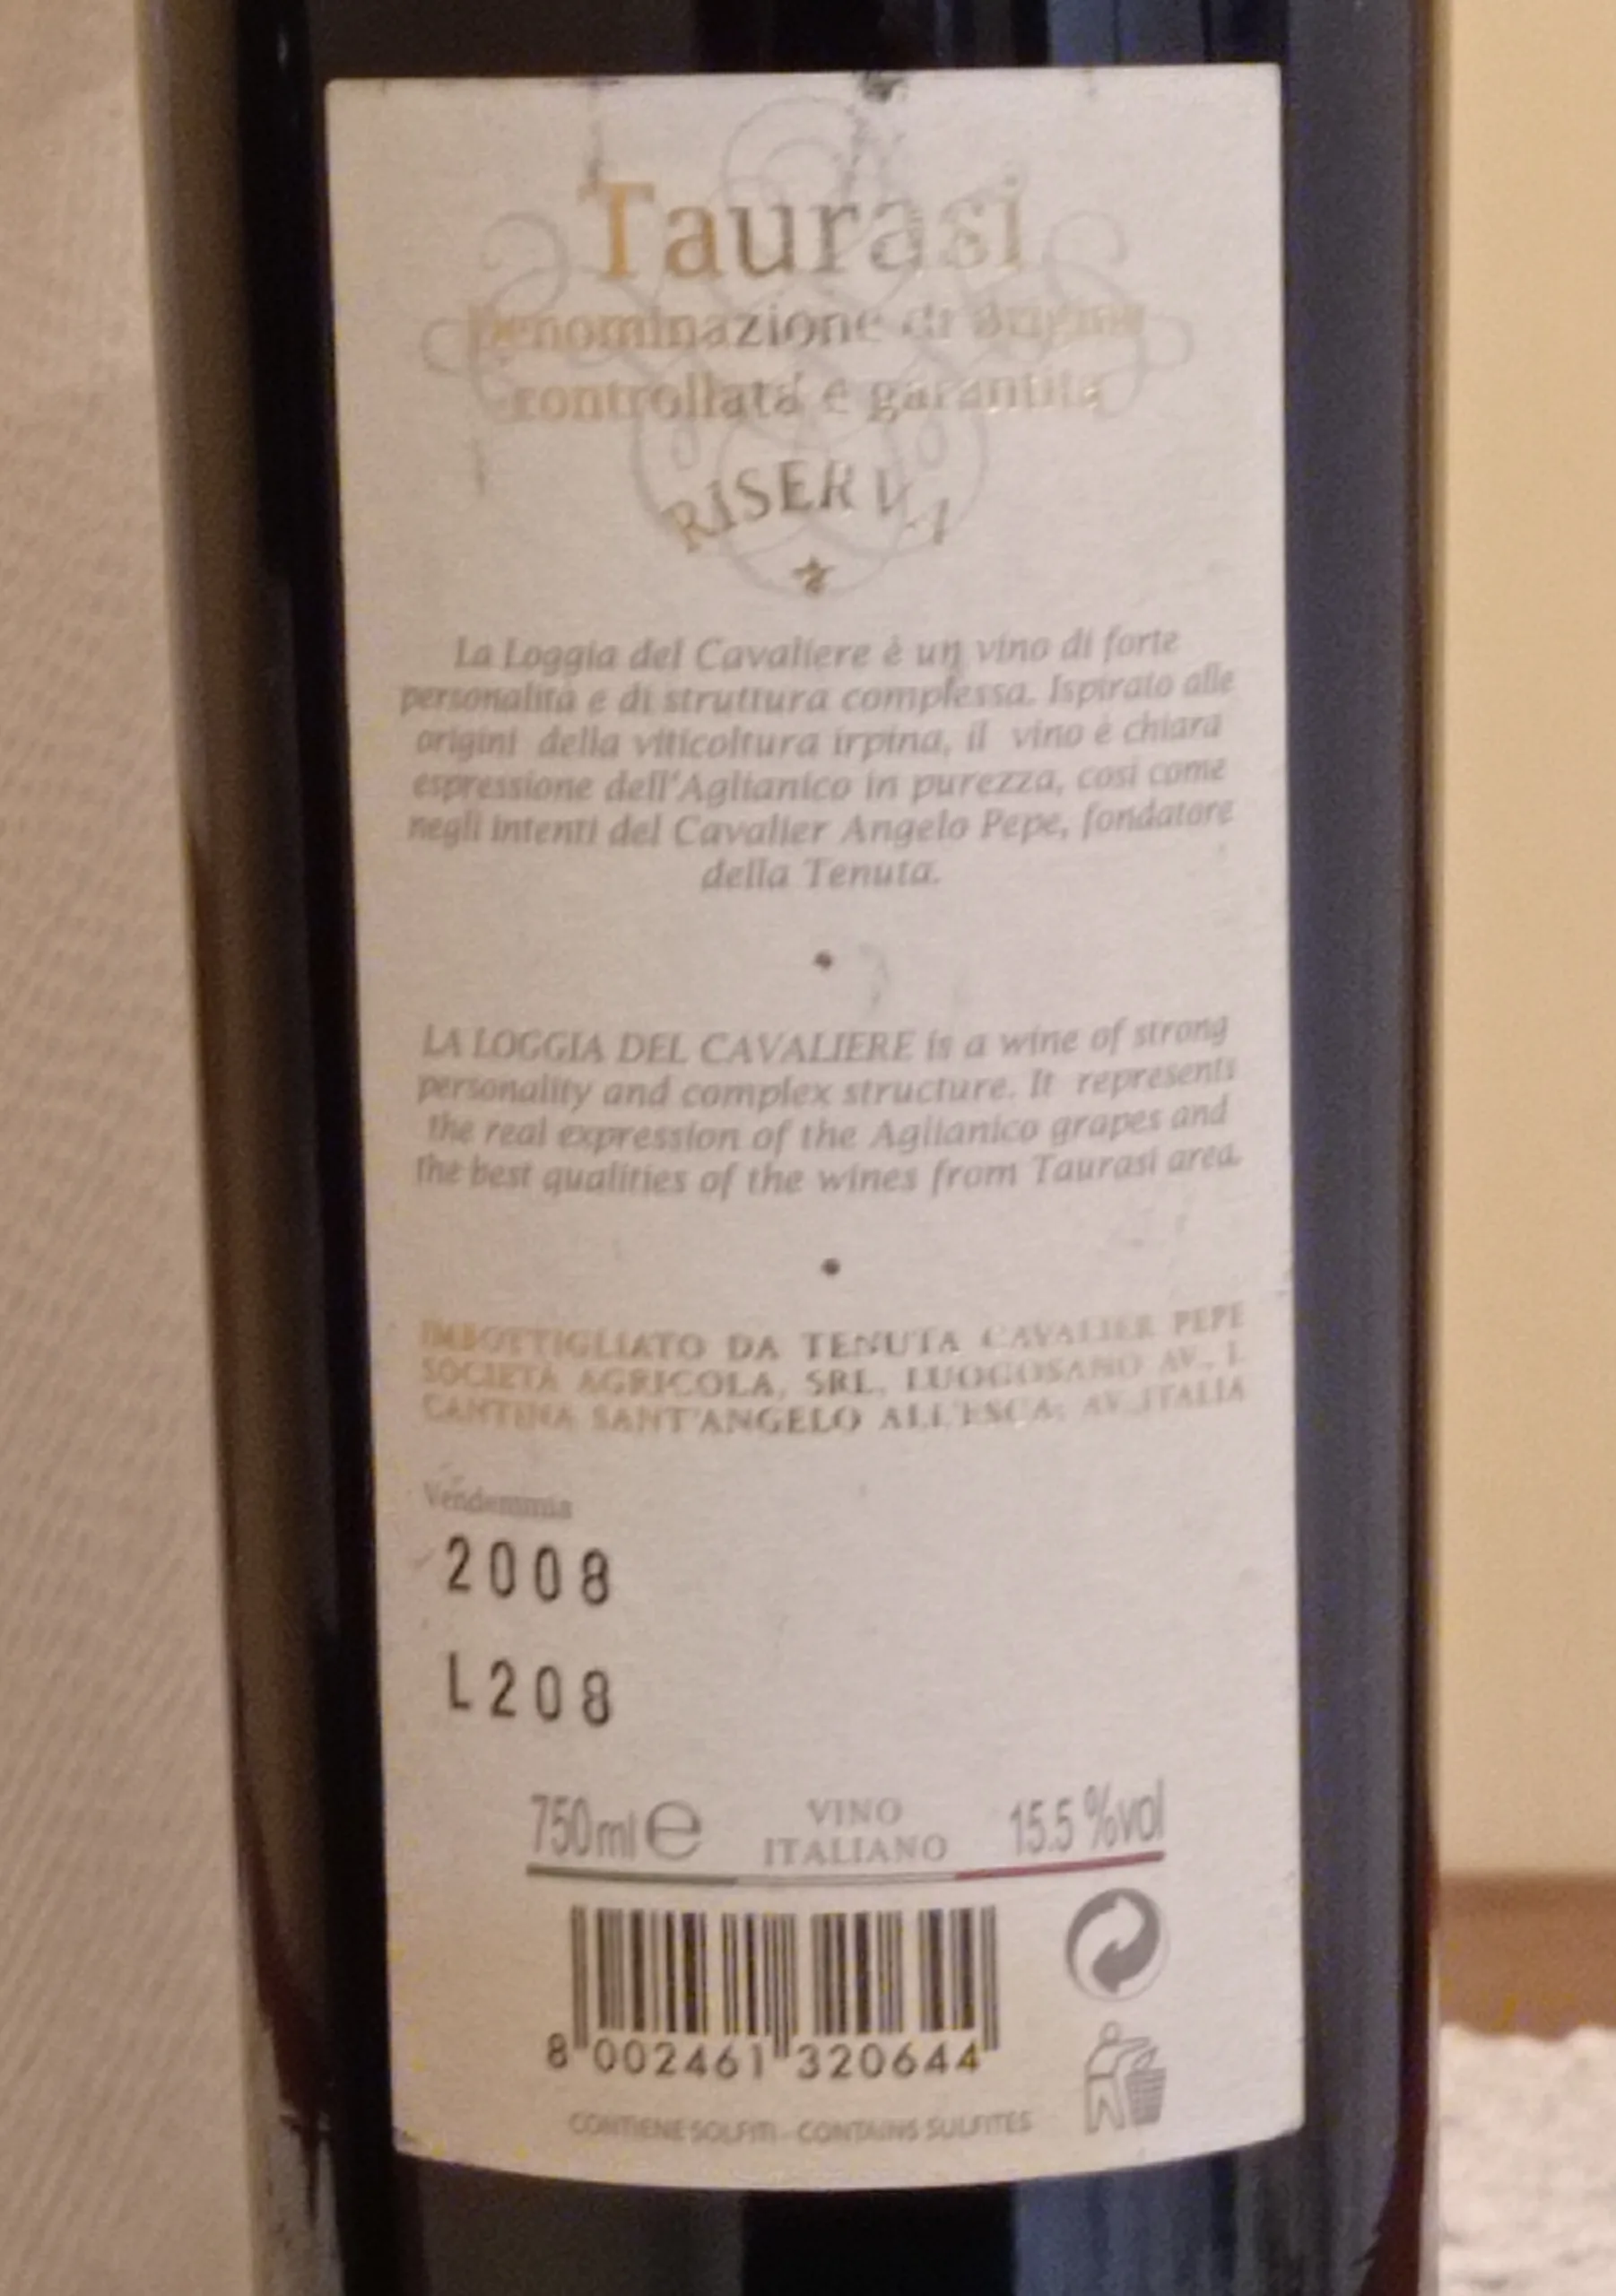 Taurasi
Denominazione di Origine
controllata e garantita
RISERVA
La Loggia del Cavaliere è un vino di forte
personalità e di struttura complessa. Ispirato alle
origini della viticoltura irpina, il vino è chiara
espressione dell'Aglianico in purezza, così come
negli intenti del Cavalier Angelo Pepe, fondatore
della Tenuta.
LA LOGGIA DEL CAVALIERE is a wine of strong
personality and complex structure. It represents
the real expression of the Aglianico grapes and
the best qualities of the wines from Taurasi area.
IMBOTTIGLIATO DA TENUTA CAVALIER PEPE
SOCIETÀ AGRICOLA, SRL, LUOGOSANO AV., I.
CANTINA SANT'ANGELO ALL'ESCA, AV. ITALIA
Vendemmia
2008
L208
750ml e VINO ITALIANO 15.5 %vol
8 002461 320644
CONTIENE SOLFITI - CONTAINS SULFITES